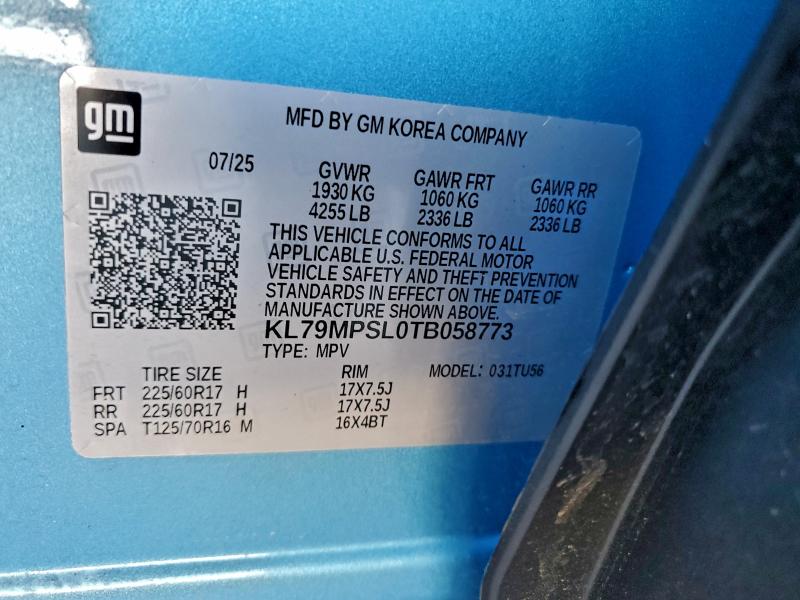 gm
MFD BY GM KOREA COMPANY
07/25 GVWR GAWR FRT GAWR RR
1930 KG 1060 KG 1060 KG
4255 LB 2336 LB 2336 LB
THIS VEHICLE CONFORMS TO ALL
APPLICABLE U.S. FEDERAL MOTOR
VEHICLE SAFETY AND THEFT PREVENTION
STANDARDS IN EFFECT ON THE DATE OF
MANUFACTURE SHOWN ABOVE.
KL79MPSL0TB058773
TYPE: MPV
TIRE SIZE RIM MODEL: 031TU56
FRT 225/60R17 H 17X7.5J
RR 225/60R17 H 17X7.5J
SPA T125/70R16 M 16X4BT